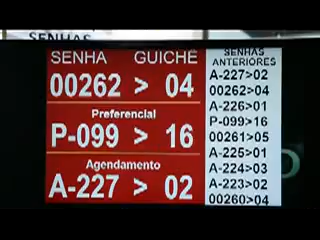 SENHAS
SENHA GUICHÊ
00262 > 04
Preferencial
P-099 > 16
Agendamento
A-227 > 02
SENHAS
ANTERIORES
A-227>02
00262>04
A-226>01
P-099>16
00261>05
A-225>01
A-224>03
A-223>02
00260>04